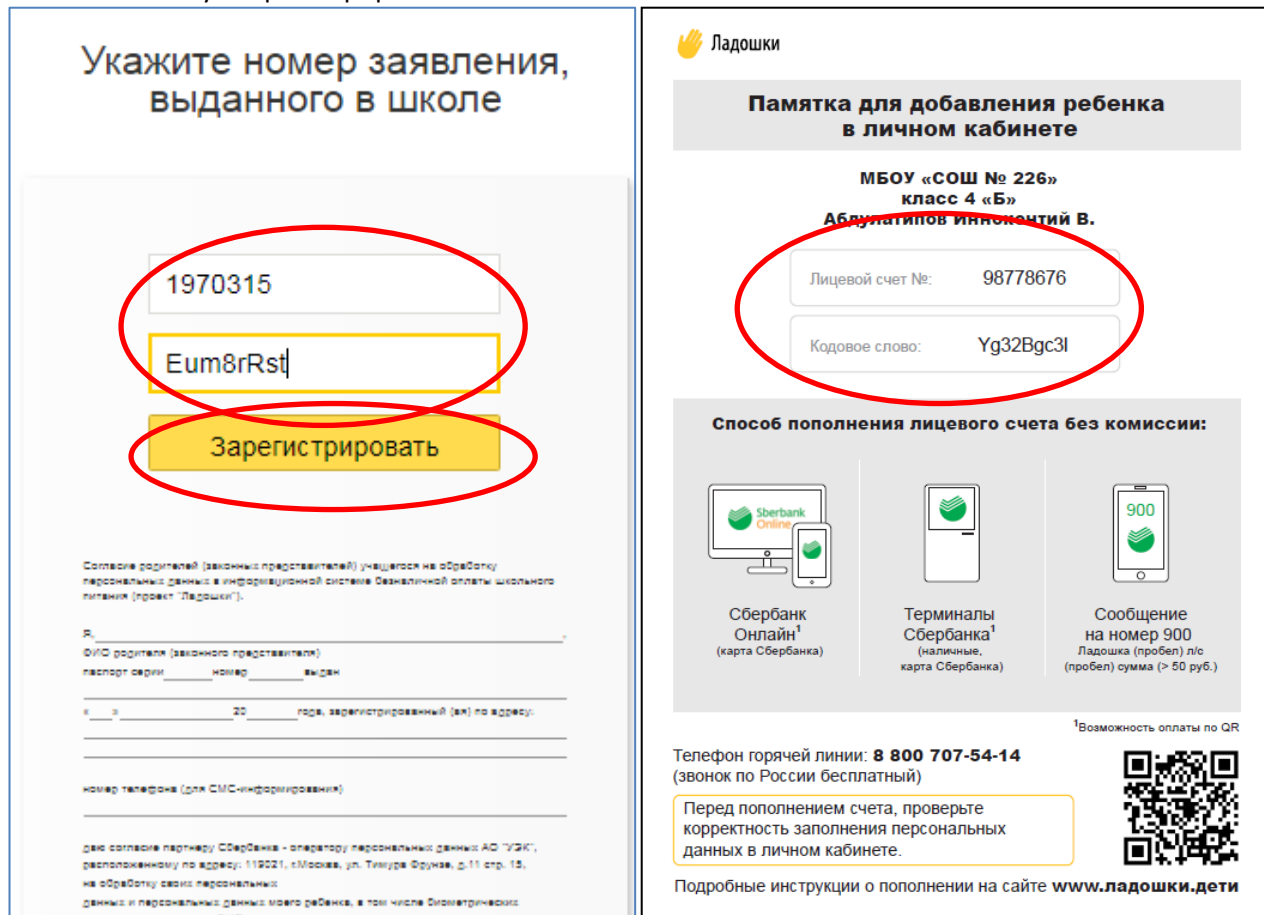 Укажите номер заявления,
выданного в школе
1970315
Eum8rRst
Зарегистрировать
Согласие родителей (законных представителей) учащегося на обработку
персональных данных в информационной системе безналичной оплаты школьного
питания (проект "Ладошки").
Я,
ФИО родителя (законного представителя)
паспорт серии номер выдан
« » 20 года, зарегистрированный (ая) по адресу:
номер телефона (для СМС-информирования)
даю согласие партнеру Сбербанка - оператору персональных данных АО "УЭК",
расположенному по адресу: 119021, г.Москва, ул. Тимура Фрунзе, д.11 стр. 15,
на обработку своих персональных
данных и персональных данных моего ребенка, в том числе биометрических
Ладошки
Памятка для добавления ребенка
в личном кабинете
МБОУ «СОШ № 226»
класс 4 «Б»
Абдулатипов Иннокентий В.
Лицевой счет №: 98778676
Кодовое слово: Yg32Bgc3l
Способ пополнения лицевого счета без комиссии:
Sberbank
Online
900
Сбербанк
Онлайн¹
(карта Сбербанка)
Терминалы
Сбербанка¹
(наличные,
карта Сбербанка)
Сообщение
на номер 900
Ладошка (пробел) л/с
(пробел) сумма (> 50 руб.)
¹Возможность оплаты по QR
Телефон горячей линии: 8 800 707-54-14
(звонок по России бесплатный)
Перед пополнением счета, проверьте
корректность заполнения персональных
данных в личном кабинете.
Подробные инструкции о пополнении на сайте www.ладошки.дети